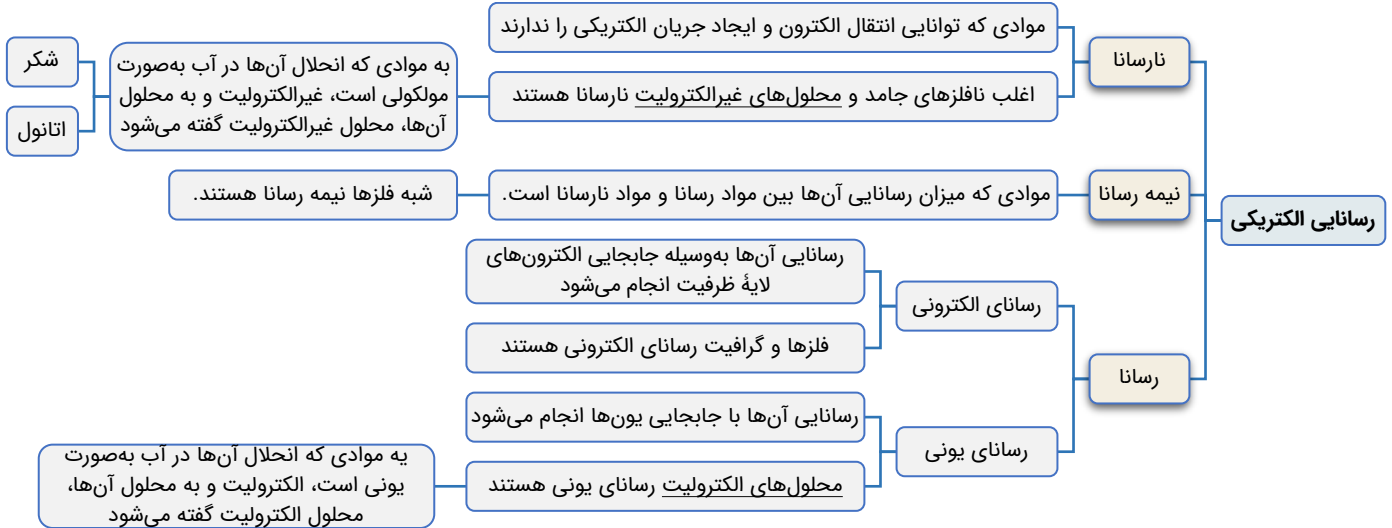 رسانایی الکتریکی
نارسانا
موادی که توانایی انتقال الکترون و ایجاد جریان الکتریکی را ندارند
اغلب نافلزهای جامد و محلول‌های غیرالکترولیت نارسانا هستند
به موادی که انحلال آن‌ها در آب به‌صورت
مولکولی است، غیرالکترولیت و به محلول
آن‌ها، محلول غیرالکترولیت گفته می‌شود
شکر
اتانول
نیمه رسانا
موادی که میزان رسانایی آن‌ها بین مواد رسانا و مواد نارسانا است.
شبه فلزها نیمه رسانا هستند.
رسانا
رسانای الکترونی
رسانایی آن‌ها به‌وسیله جابجایی الکترون‌های
لایهٔ ظرفیت انجام می‌شود
فلزها و گرافیت رسانای الکترونی هستند
رسانای یونی
رسانایی آن‌ها با جابجایی یون‌ها انجام می‌شود
محلول‌های الکترولیت رسانای یونی هستند
یه موادی که انحلال آن‌ها در آب به‌صورت
یونی است، الکترولیت و به محلول آن‌ها،
محلول الکترولیت گفته می‌شود